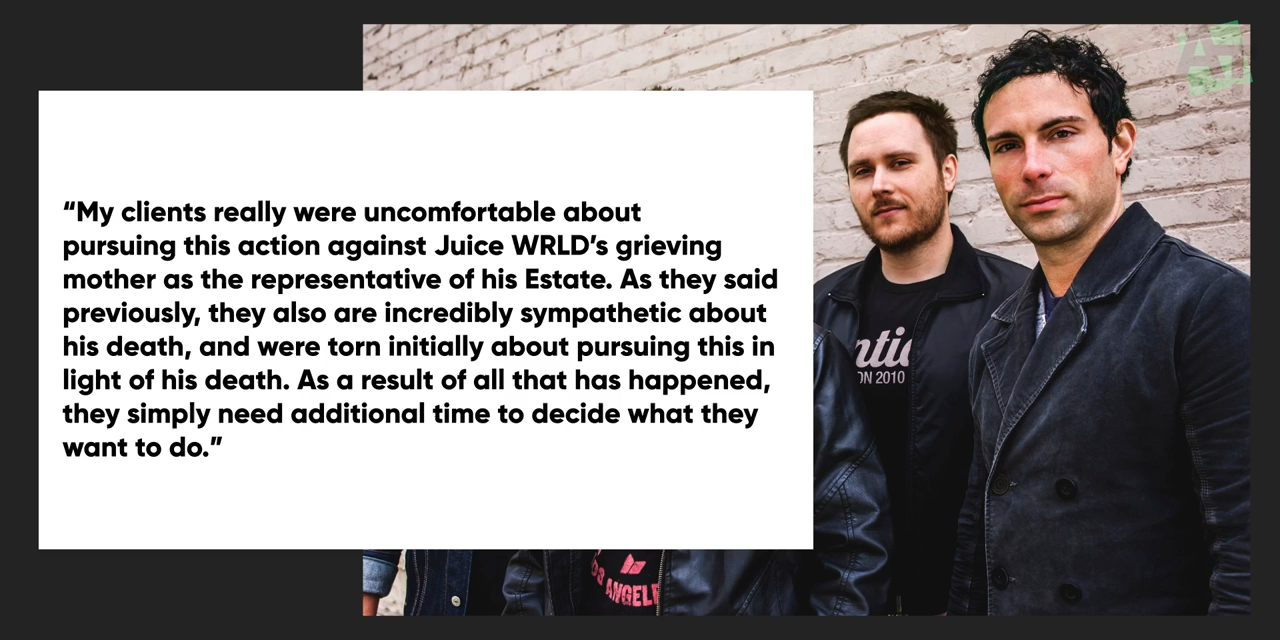 “My clients really were uncomfortable about
pursuing this action against Juice WRLD’s grieving
mother as the representative of his Estate. As they said
previously, they also are incredibly sympathetic about
his death, and were torn initially about pursuing this in
light of his death. As a result of all that has happened,
they simply need additional time to decide what they
want to do.”
ON 2010